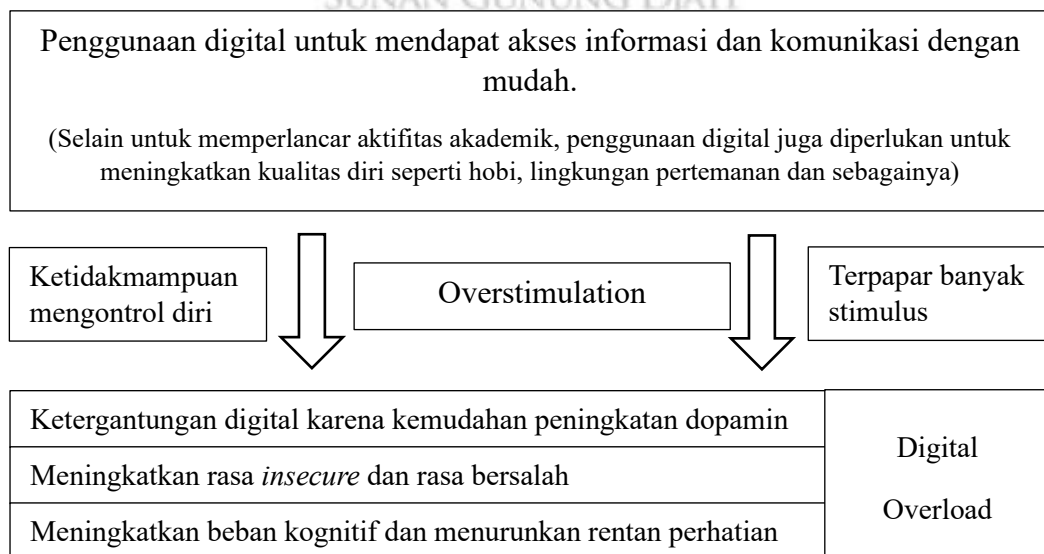 SUNAN GUNUNG DJATI
Penggunaan digital untuk mendapat akses informasi dan komunikasi dengan
mudah.
(Selain untuk memperlancar aktifitas akademik, penggunaan digital juga diperlukan untuk
meningkatkan kualitas diri seperti hobi, lingkungan pertemanan dan sebagainya)
Ketidakmampuan
mengontrol diri
Overstimulation
Terpapar banyak
stimulus
Ketergantungan digital karena kemudahan peningkatan dopamin
Meningkatkan rasa insecure dan rasa bersalah
Meningkatkan beban kognitif dan menurunkan rentan perhatian
Digital
Overload